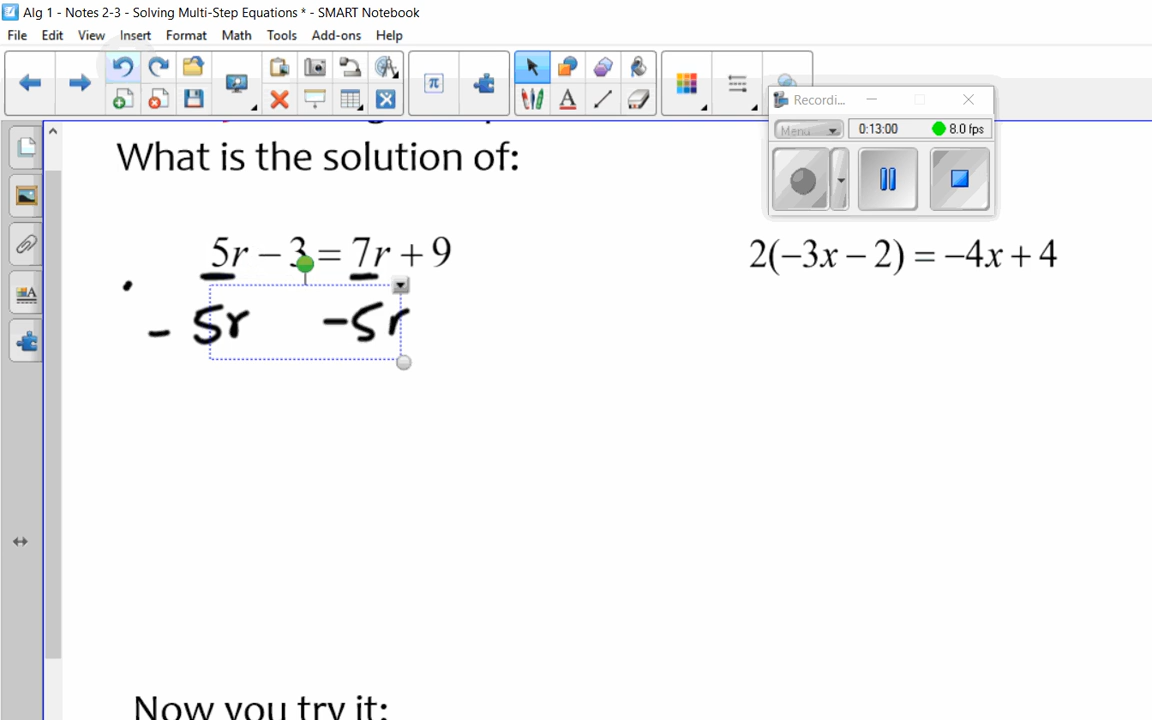 Alg 1 - Notes 2-3 - Solving Multi-Step Equations * - SMART Notebook
File Edit View Insert Format Math Tools Add-ons Help
π
A
Recordi...
Menu 0:13:00 8.0 fps
What is the solution of:
5r − 3 = 7r + 9
2(−3x − 2) = −4x + 4
- 5r -5r
Now you try it: